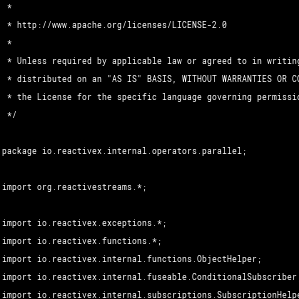 *
* http://www.apache.org/licenses/LICENSE-2.0
*
* Unless required by applicable law or agreed to in writing
* distributed on an "AS IS" BASIS, WITHOUT WARRANTIES OR CO
* the License for the specific language governing permissio
*/
package io.reactivex.internal.operators.parallel;
import org.reactivestreams.*;
import io.reactivex.exceptions.*;
import io.reactivex.functions.*;
import io.reactivex.internal.functions.ObjectHelper;
import io.reactivex.internal.fuseable.ConditionalSubscriber
import io.reactivex.internal.subscriptions.SubscriptionHelpe